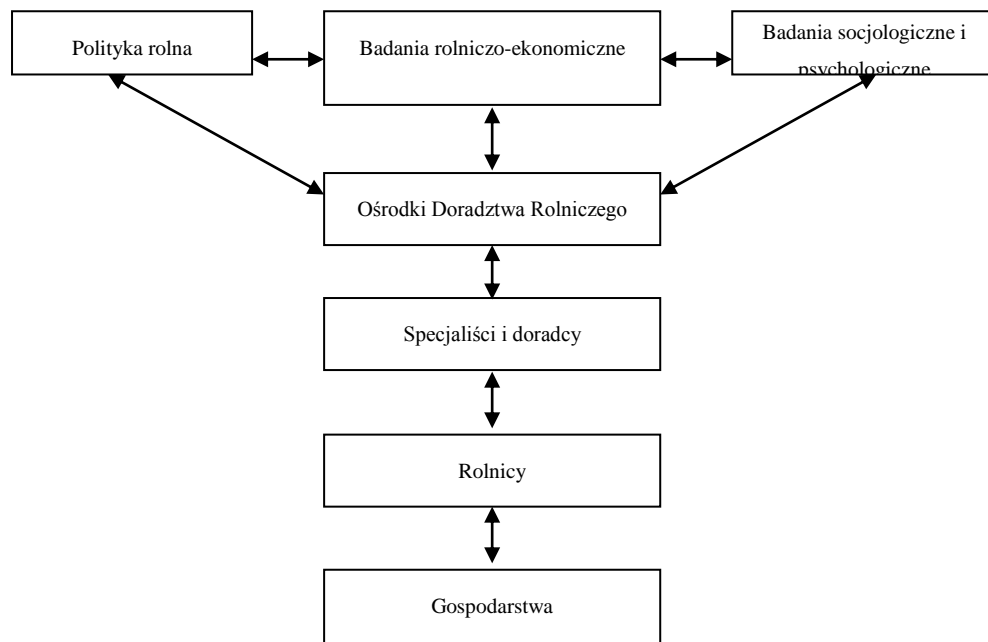 Polityka rolna
Badania rolniczo-ekonomiczne
Badania socjologiczne i
psychologiczne
Ośrodki Doradztwa Rolniczego
Specjaliści i doradcy
Rolnicy
Gospodarstwa